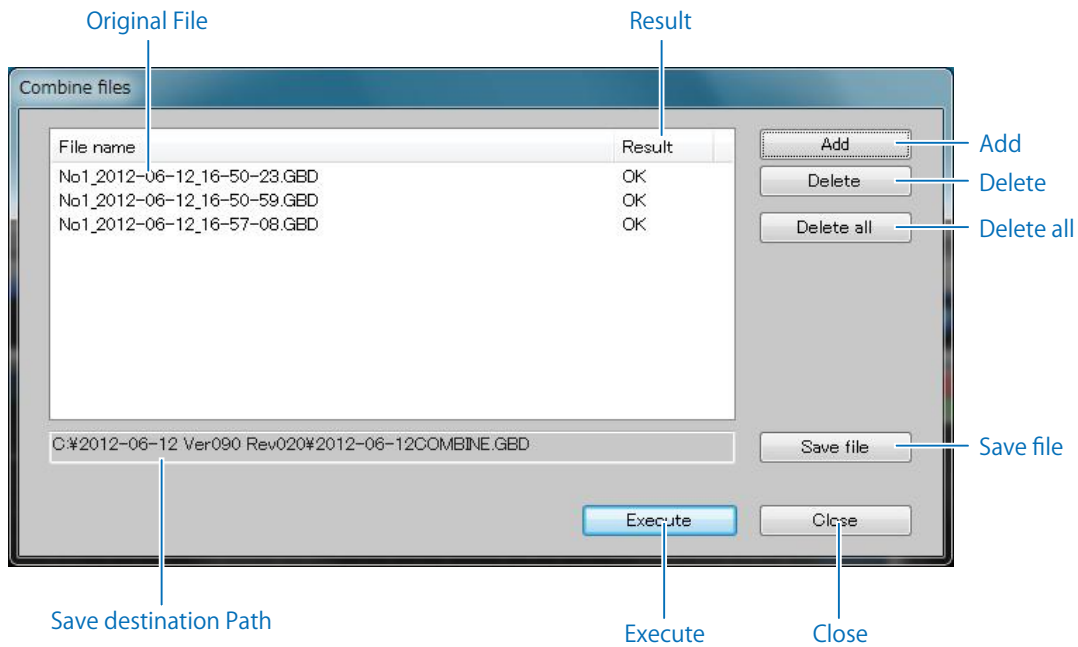 Original File
Result
Combine files
File name Result
Add
Add
No1_2012-06-12_16-50-23.GBD OK
Delete
Delete
No1_2012-06-12_16-50-59.GBD OK
No1_2012-06-12_16-57-08.GBD OK
Delete all
Delete all
C:¥2012-06-12 Ver090 Rev020¥2012-06-12COMBINE.GBD
Save file
Save file
Execute
Close
Save destination Path
Execute
Close